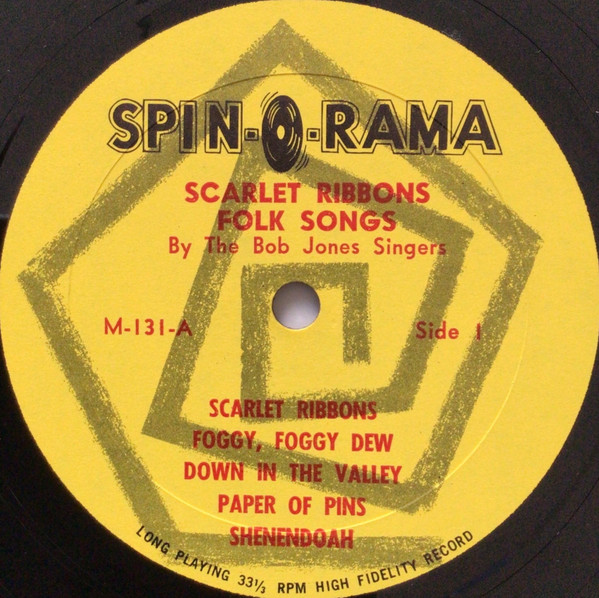 SPIN-O-RAMA
SCARLET RIBBONS
FOLK SONGS
By The Bob Jones Singers
M-131-A
Side 1
SCARLET RIBBONS
FOGGY, FOGGY DEW
DOWN IN THE VALLEY
PAPER OF PINS
SHENENDOAH
LONG PLAYING 33⅓ RPM HIGH FIDELITY RECORD